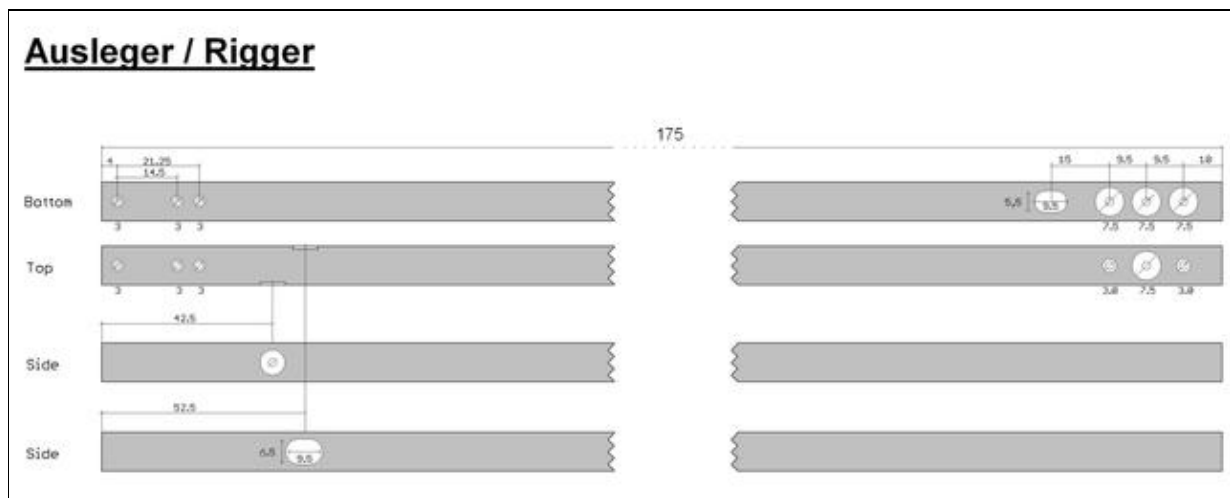 Ausleger / Rigger
175
4 21.25 15 9.5 9.5 10
14.5
Bottom 6,5 9.5
3 3 3 7.5 7.5 7.5
Top
3 3 3 3.0 7.5 3.0
42.5
Side
52.5
Side 6.5 9.5